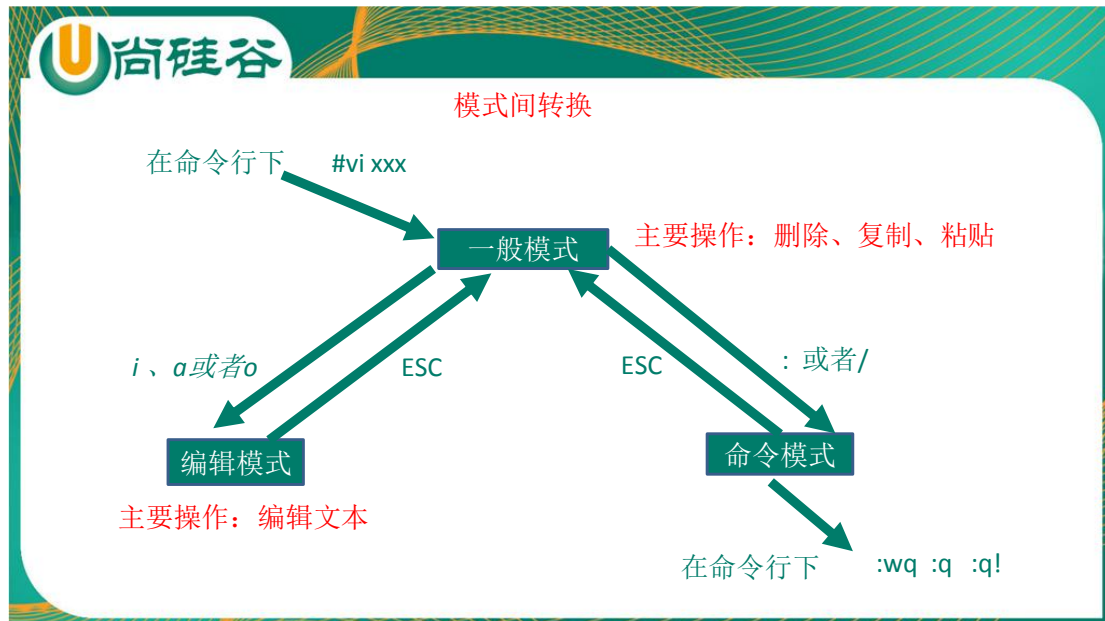 尚硅谷
模式间转换
在命令行下 #vi xxx
一般模式
主要操作：删除、复制、粘贴
i 、a或者o
ESC
ESC
: 或者/
编辑模式
命令模式
主要操作：编辑文本
在命令行下 :wq :q :q!